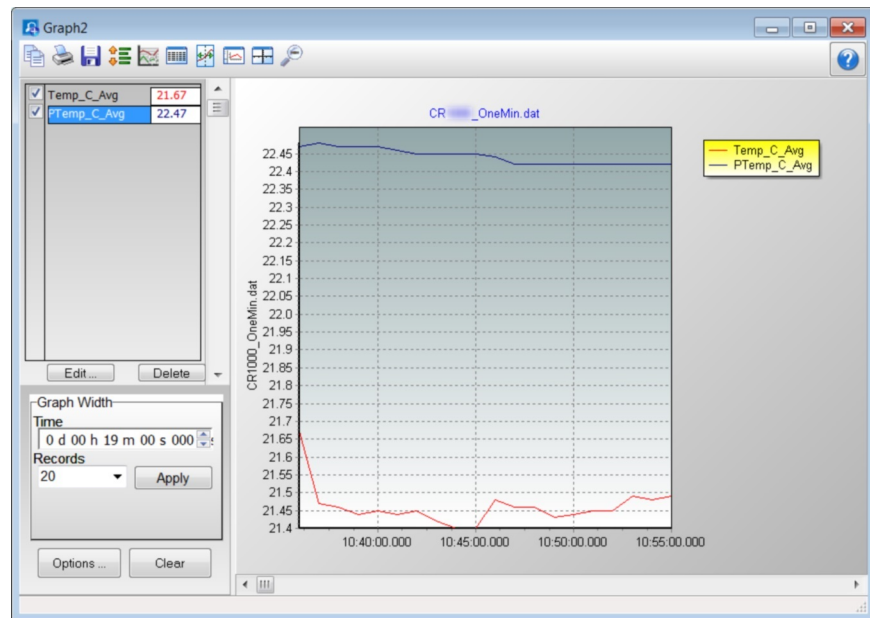 Graph2
Temp_C_Avg 21.67
PTemp_C_Avg 22.47
Edit ... Delete
Graph Width
Time
0 d 00 h 19 m 00 s 000
Records
20 Apply
Options ... Clear
CR _OneMin.dat
CR1000_OneMin.dat
22.45
22.4
22.35
22.3
22.25
22.2
22.15
22.1
22.05
22.0
21.95
21.9
21.85
21.8
21.75
21.7
21.65
21.6
21.55
21.5
21.45
21.4
10:40:00.000 10:45:00.000 10:50:00.000 10:55:00.000
Temp_C_Avg
PTemp_C_Avg